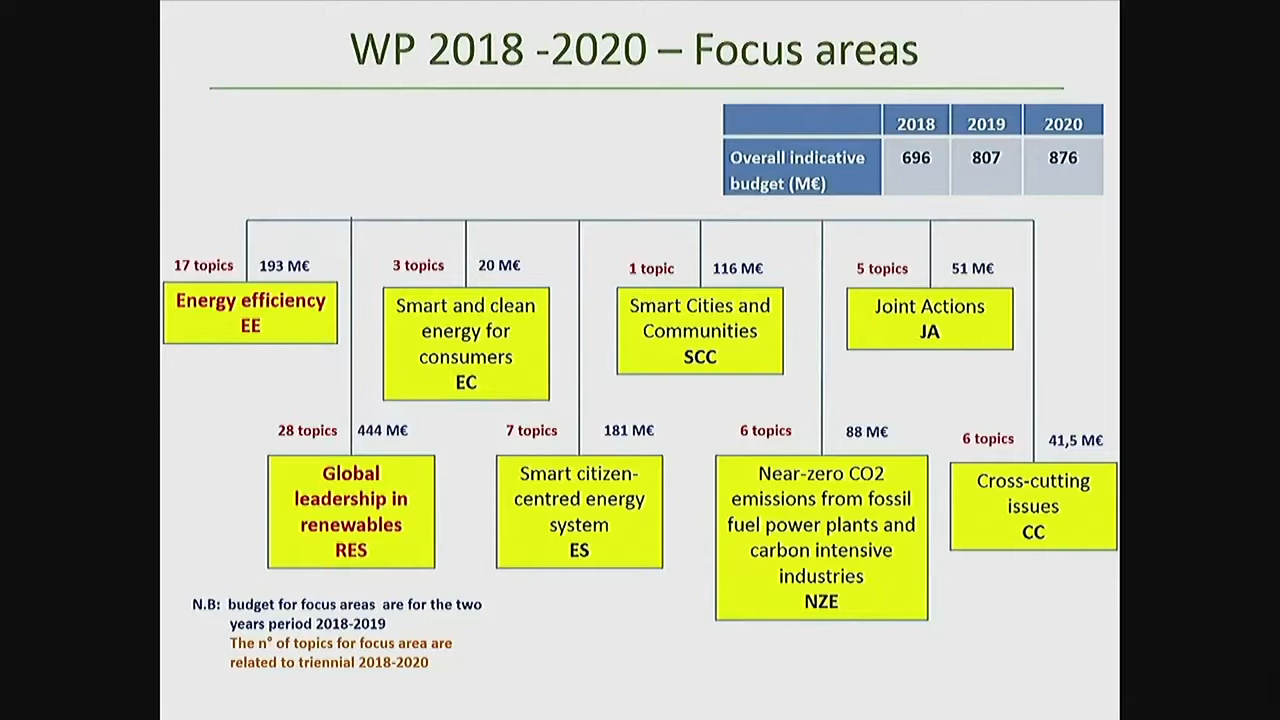 WP 2018 -2020 – Focus areas
2018 2019 2020
Overall indicative budget (M€) 696 807 876
17 topics 193 M€
Energy efficiency
EE
3 topics 20 M€
Smart and clean
energy for
consumers
EC
1 topic 116 M€
Smart Cities and
Communities
SCC
5 topics 51 M€
Joint Actions
JA
28 topics 444 M€
Global
leadership in
renewables
RES
7 topics 181 M€
Smart citizen-
centred energy
system
ES
6 topics 88 M€
Near-zero CO2
emissions from fossil
fuel power plants and
carbon intensive
industries
NZE
6 topics 41,5 M€
Cross-cutting
issues
CC
N.B: budget for focus areas are for the two
years period 2018-2019
The n° of topics for focus area are
related to triennial 2018-2020